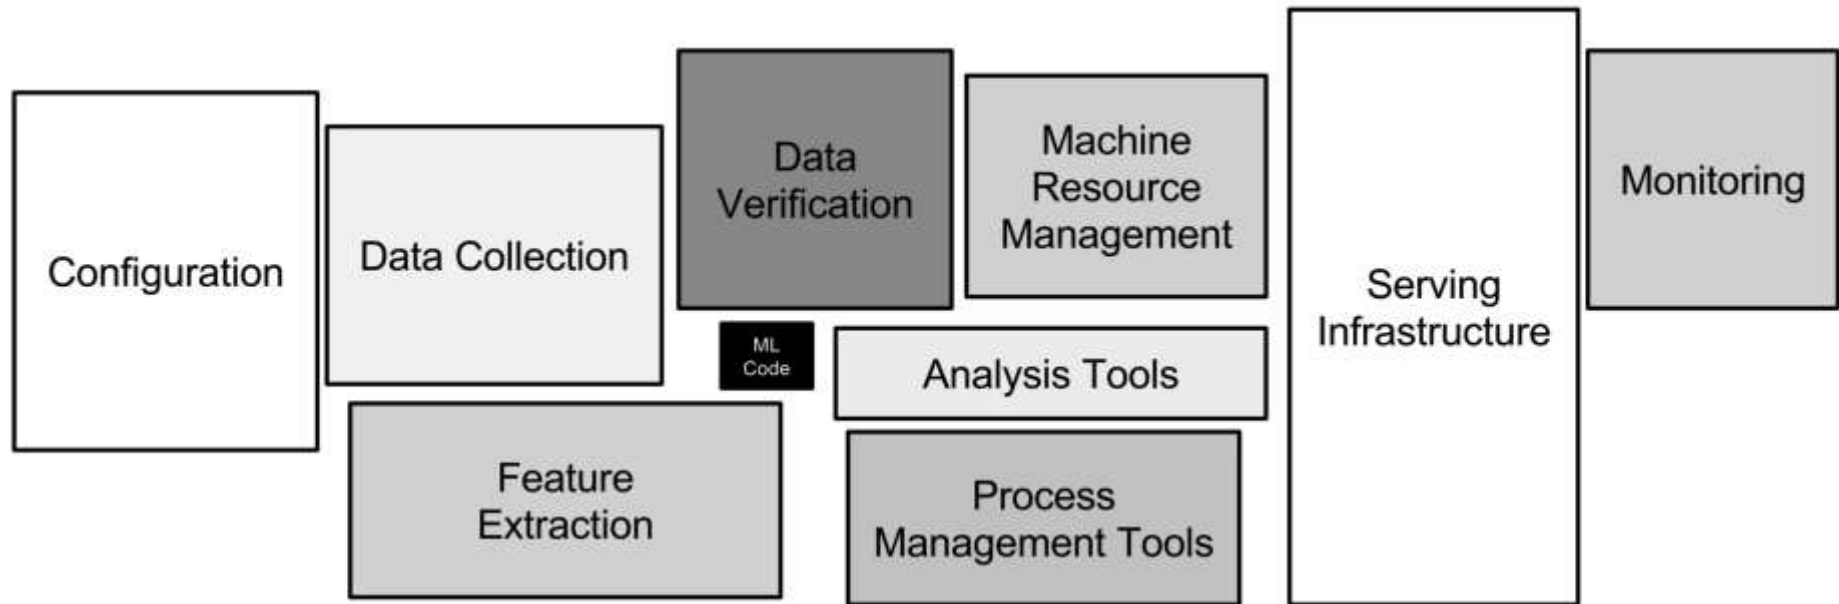 Configuration
Data Collection
Data
Verification
Machine
Resource
Management
Serving
Infrastructure
Monitoring
ML
Code
Analysis Tools
Feature
Extraction
Process
Management Tools